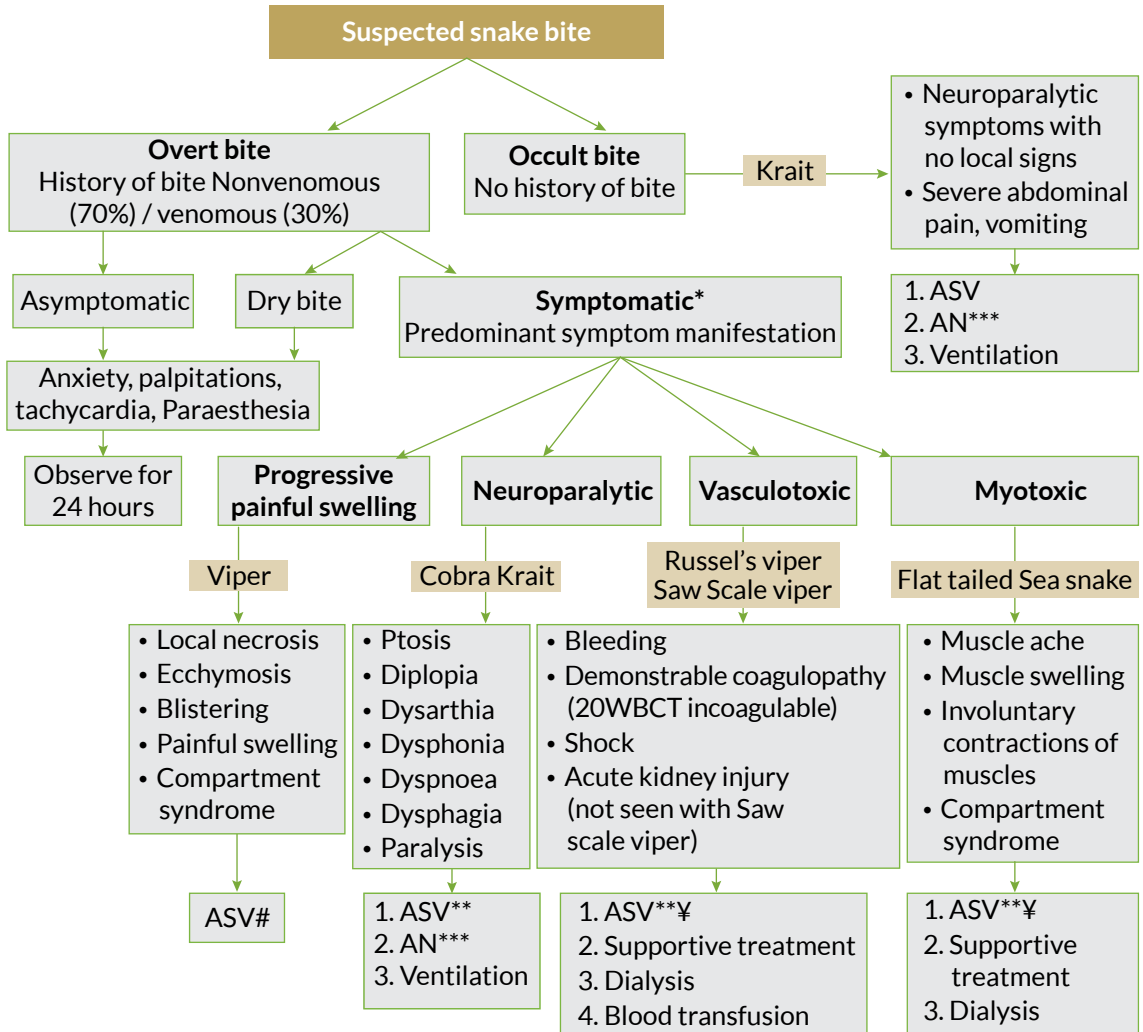 Suspected snake bite
Overt bite
History of bite Nonvenomous
(70%) / venomous (30%)
Occult bite
No history of bite
Krait
• Neuroparalytic
symptoms with
no local signs
• Severe abdominal
pain, vomiting
1. ASV
2. AN***
3. Ventilation
Asymptomatic
Dry bite
Symptomatic*
Predominant symptom manifestation
Anxiety, palpitations,
tachycardia, Paraesthesia
Observe for
24 hours
Progressive
painful swelling
Neuroparalytic
Vasculotoxic
Myotoxic
Viper
Cobra Krait
Russel's viper
Saw Scale viper
Flat tailed Sea snake
• Local necrosis
• Ecchymosis
• Blistering
• Painful swelling
• Compartment
syndrome
• Ptosis
• Diplopia
• Dysarthia
• Dysphonia
• Dyspnoea
• Dysphagia
• Paralysis
• Bleeding
• Demonstrable coagulopathy
(20WBCT incoagulable)
• Shock
• Acute kidney injury
(not seen with Saw
scale viper)
• Muscle ache
• Muscle swelling
• Involuntary
contractions of
muscles
• Compartment
syndrome
ASV#
1. ASV**
2. AN***
3. Ventilation
1. ASV**¥
2. Supportive treatment
3. Dialysis
4. Blood transfusion
1. ASV**¥
2. Supportive
treatment
3. Dialysis